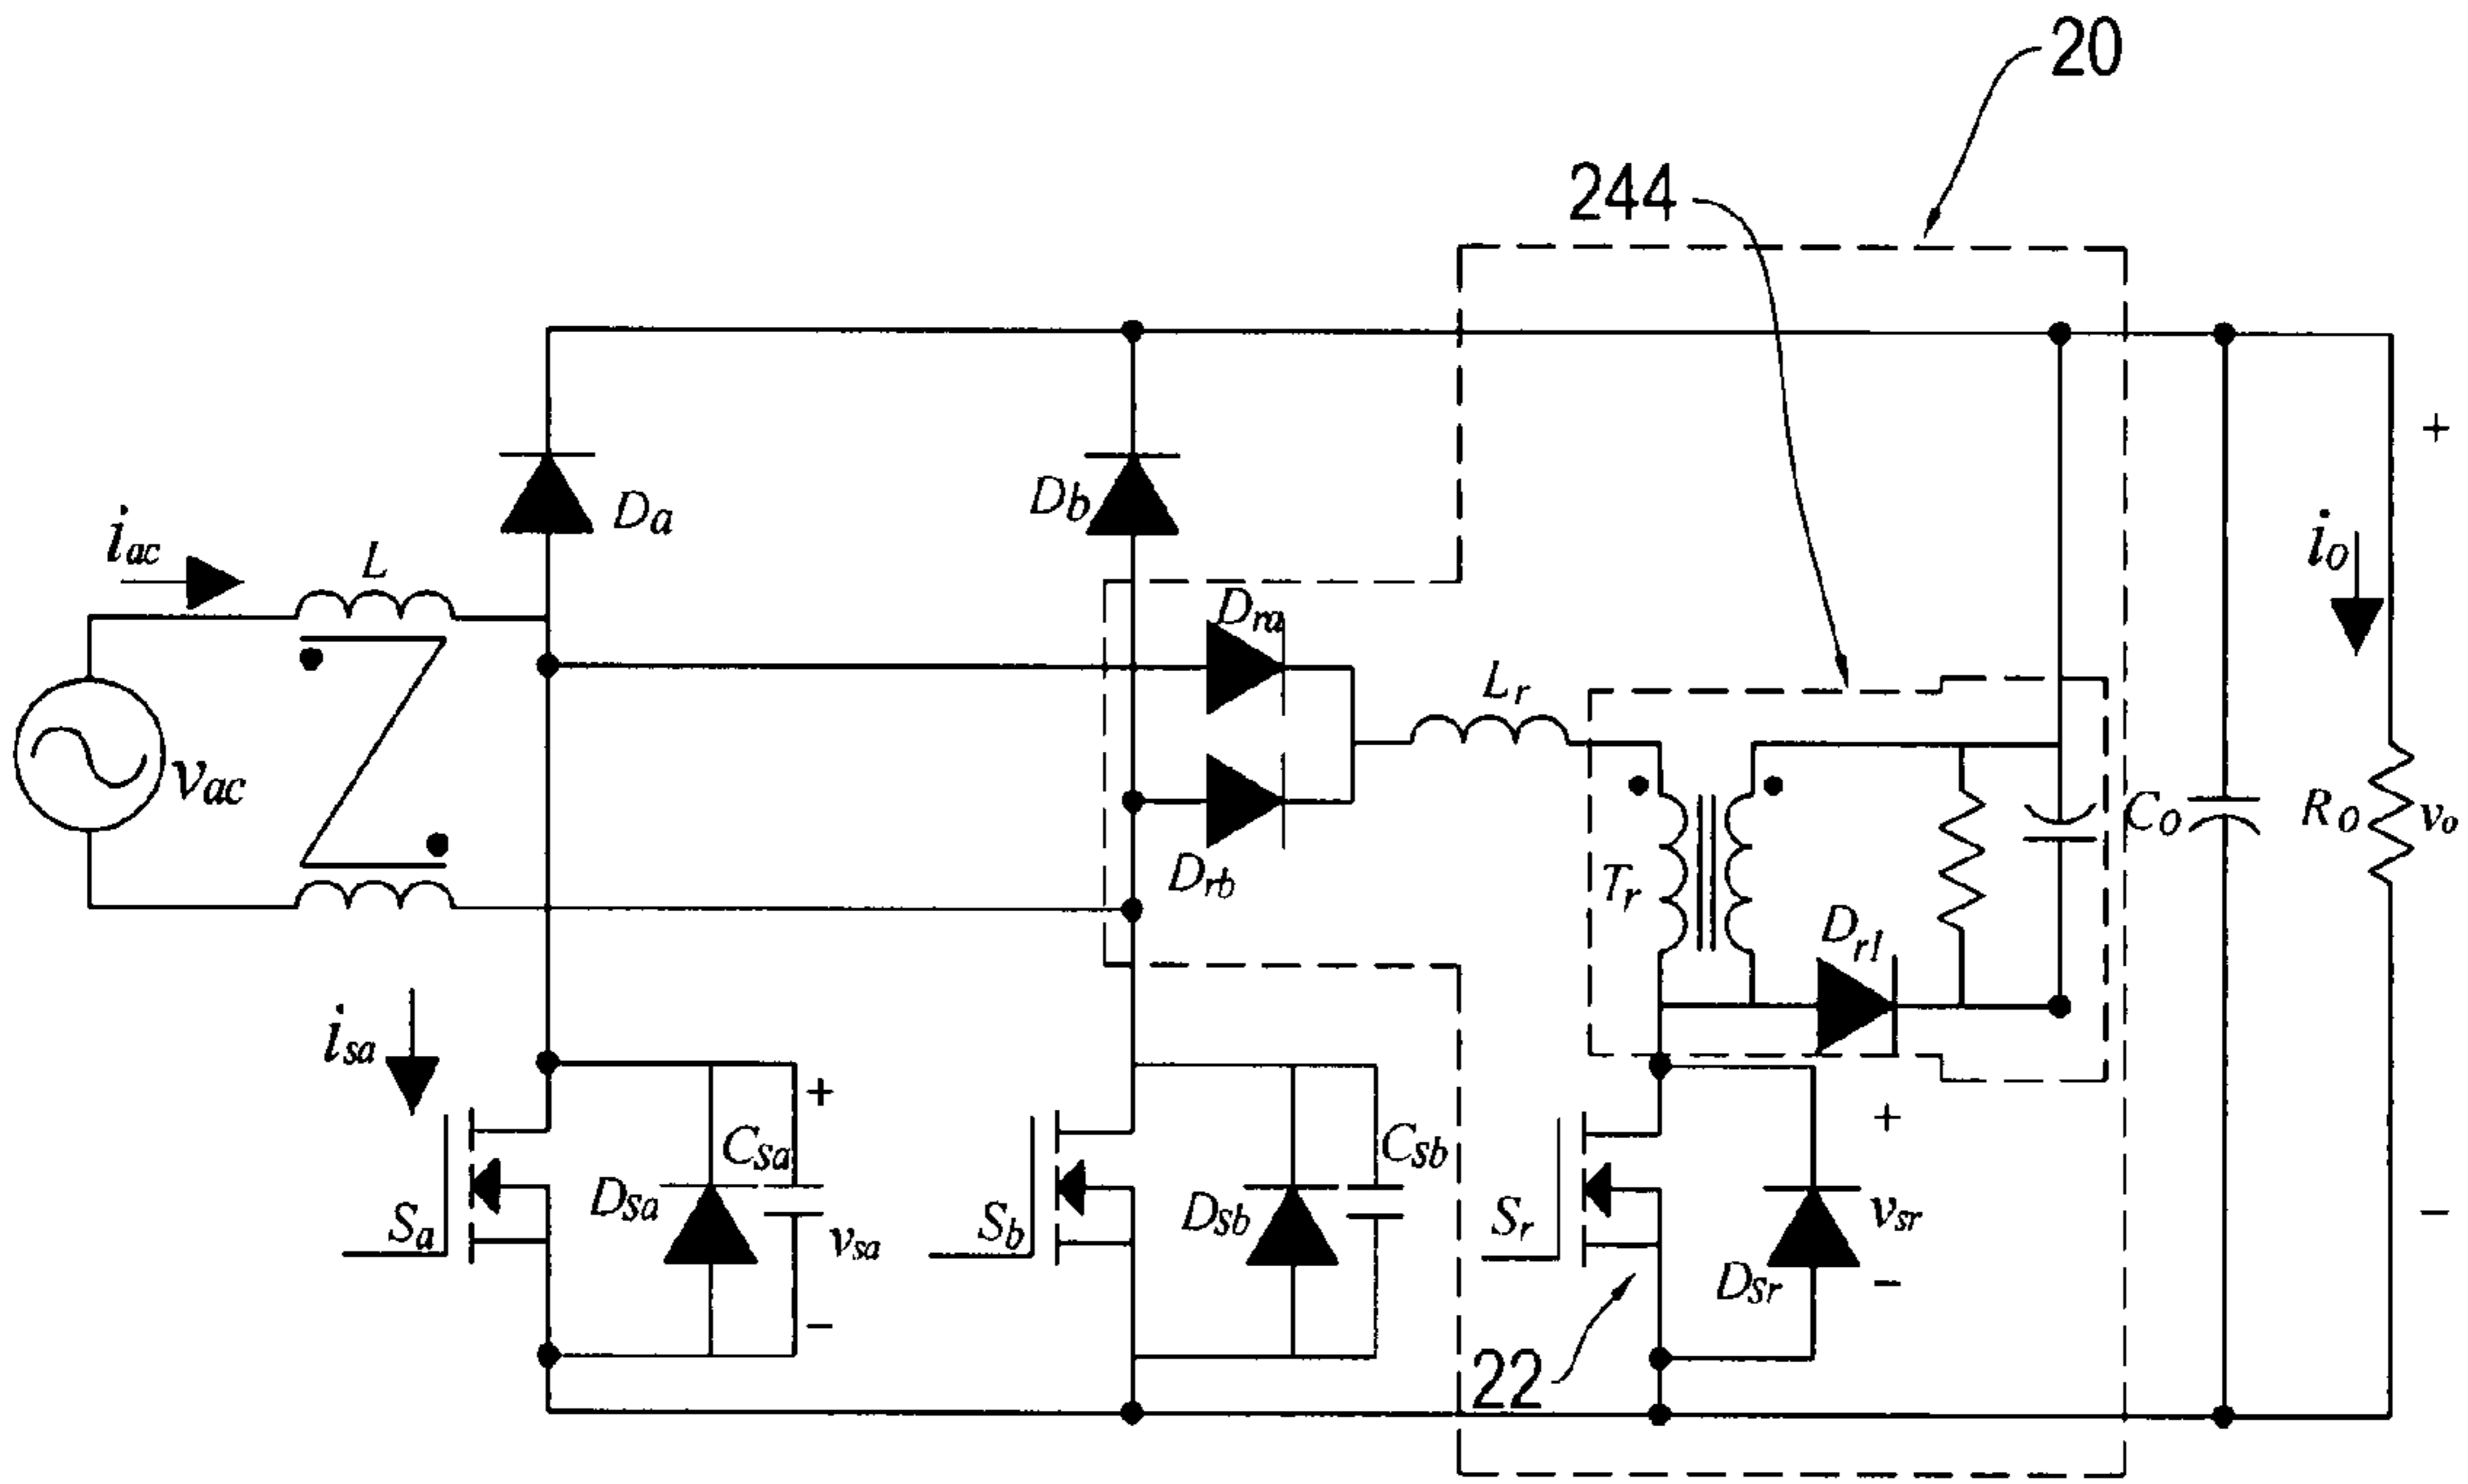 20
244
Da
Db
iac
L
io
Dra
Lr
+
vac
Co
Ro
vo
Drb
Tr
Dr1
isa
+
Csa
Csb
+
Dsa
Sa
vsa
Sb
Dsb
Sr
vsr
−
Dsr
−
−
22